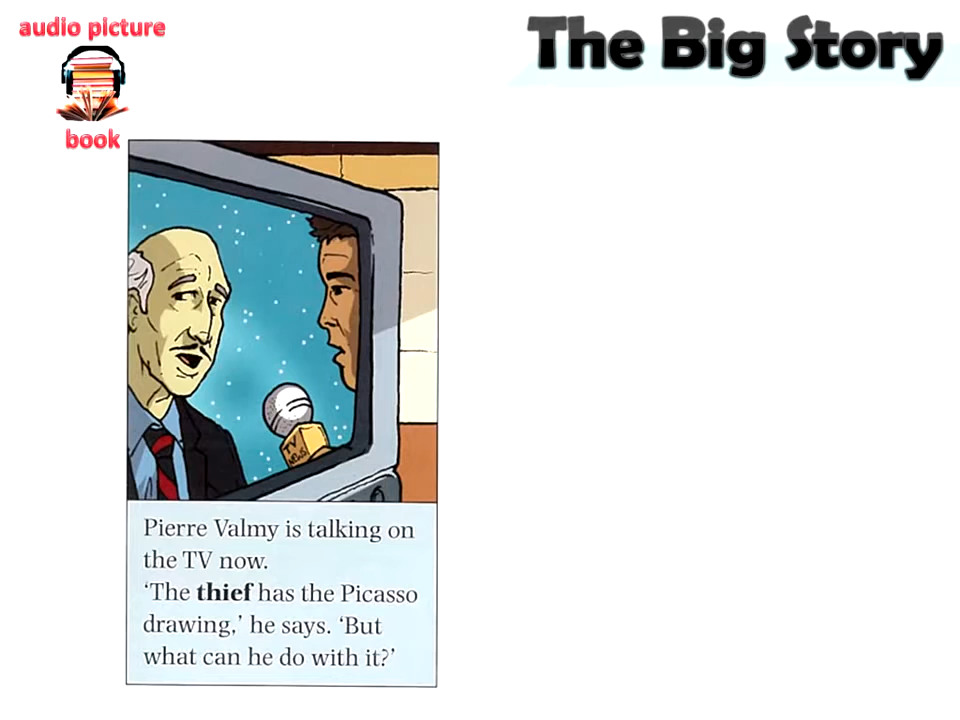 audio picture
book
The Big Story
TV
NEWS
Pierre Valmy is talking on
the TV now.
‘The thief has the Picasso
drawing,’ he says. ‘But
what can he do with it?’